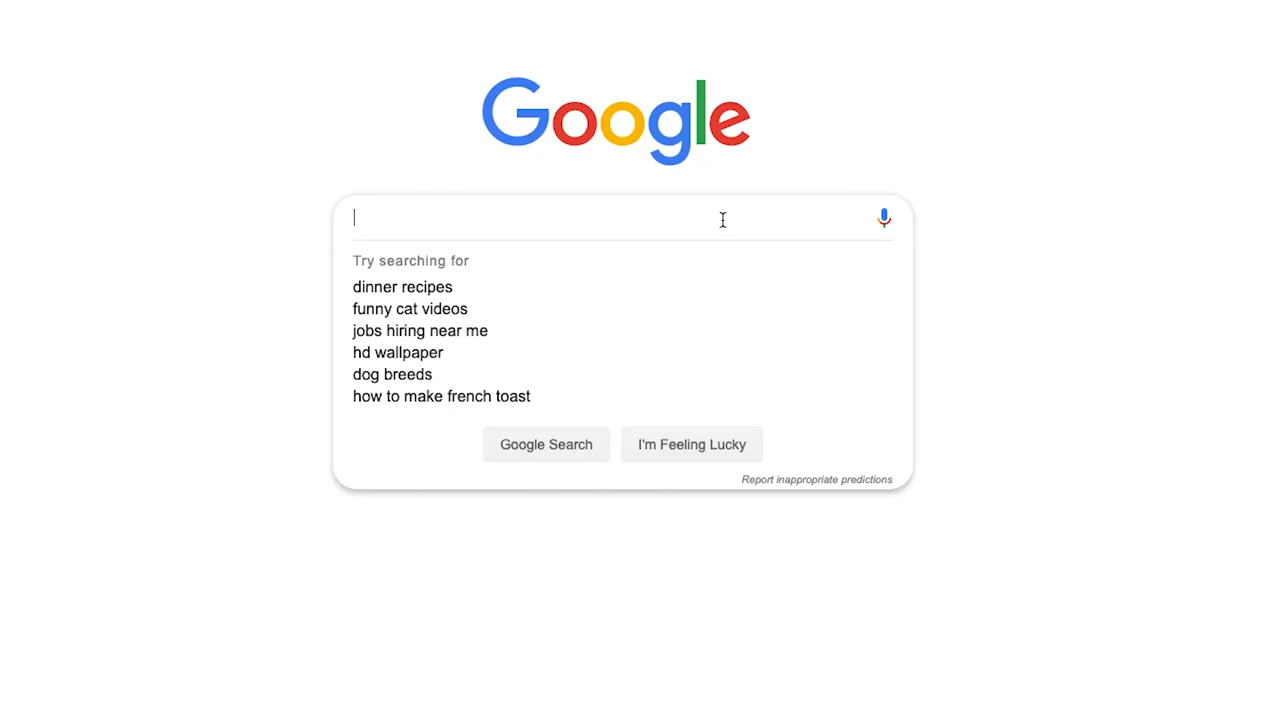 Google
Try searching for
dinner recipes
funny cat videos
jobs hiring near me
hd wallpaper
dog breeds
how to make french toast
Google Search
I'm Feeling Lucky
Report inappropriate predictions